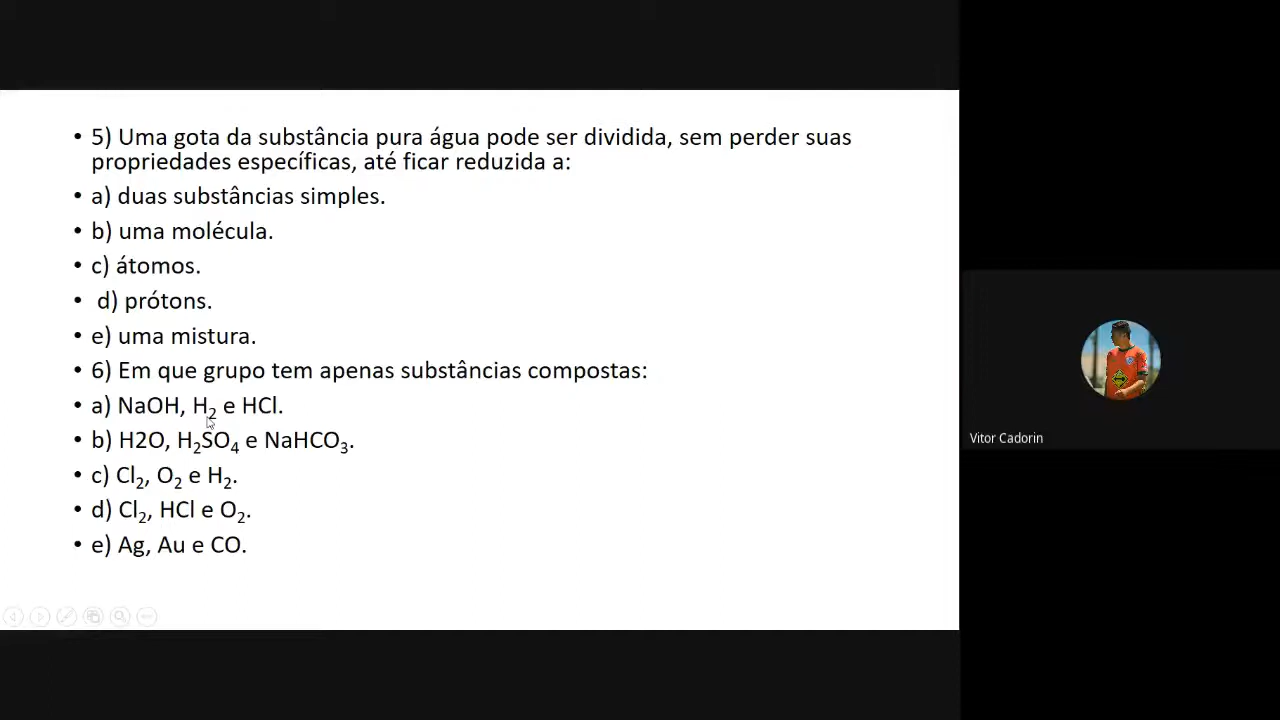 • 5) Uma gota da substância pura água pode ser dividida, sem perder suas
propriedades específicas, até ficar reduzida a:
• a) duas substâncias simples.
• b) uma molécula.
• c) átomos.
• d) prótons.
• e) uma mistura.
• 6) Em que grupo tem apenas substâncias compostas:
• a) NaOH, H₂ e HCl.
• b) H2O, H₂SO₄ e NaHCO₃.
• c) Cl₂, O₂ e H₂.
• d) Cl₂, HCl e O₂.
• e) Ag, Au e CO.
Vitor Cadorin